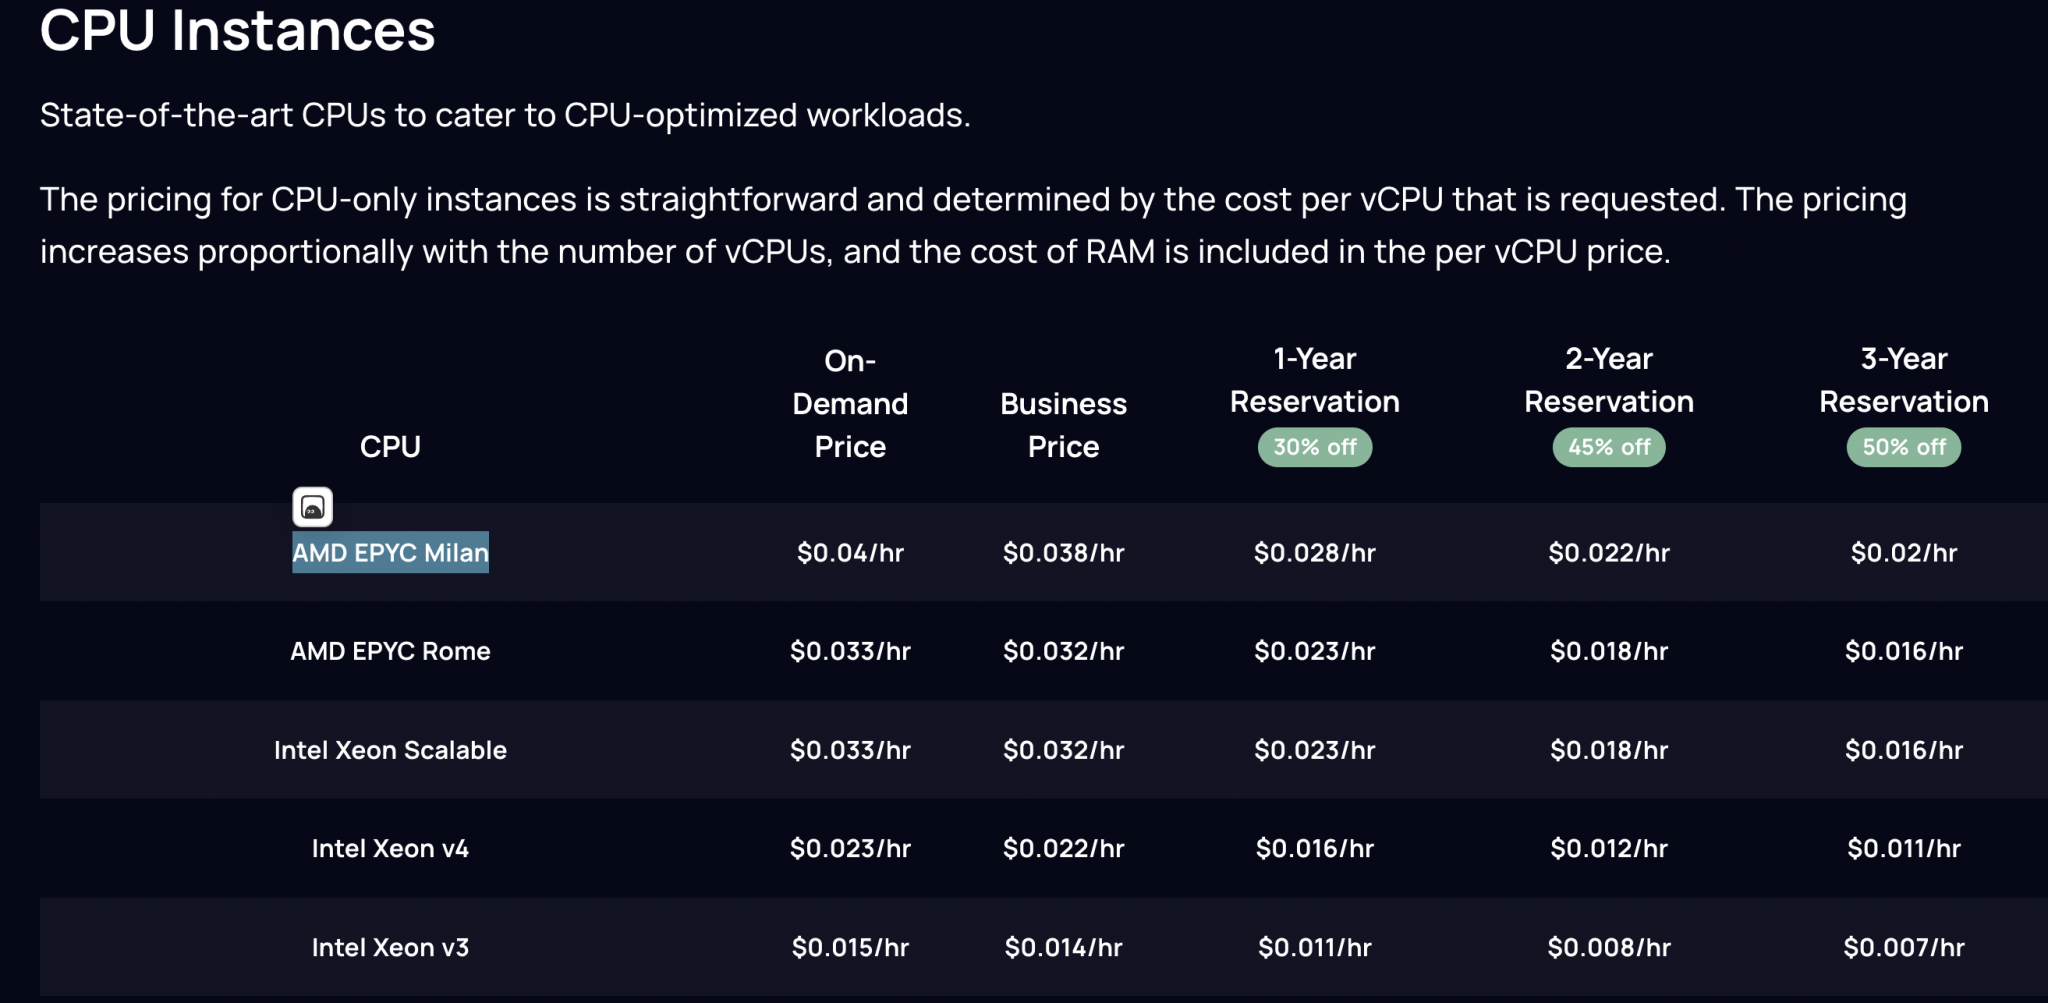 CPU Instances
State-of-the-art CPUs to cater to CPU-optimized workloads.
The pricing for CPU-only instances is straightforward and determined by the cost per vCPU that is requested. The pricing
increases proportionally with the number of vCPUs, and the cost of RAM is included in the per vCPU price.
CPU
On-
Demand
Price
Business
Price
1-Year
Reservation
30% off
2-Year
Reservation
45% off
3-Year
Reservation
50% off
AMD EPYC Milan $0.04/hr $0.038/hr $0.028/hr $0.022/hr $0.02/hr
AMD EPYC Rome $0.033/hr $0.032/hr $0.023/hr $0.018/hr $0.016/hr
Intel Xeon Scalable $0.033/hr $0.032/hr $0.023/hr $0.018/hr $0.016/hr
Intel Xeon v4 $0.023/hr $0.022/hr $0.016/hr $0.012/hr $0.011/hr
Intel Xeon v3 $0.015/hr $0.014/hr $0.011/hr $0.008/hr $0.007/hr